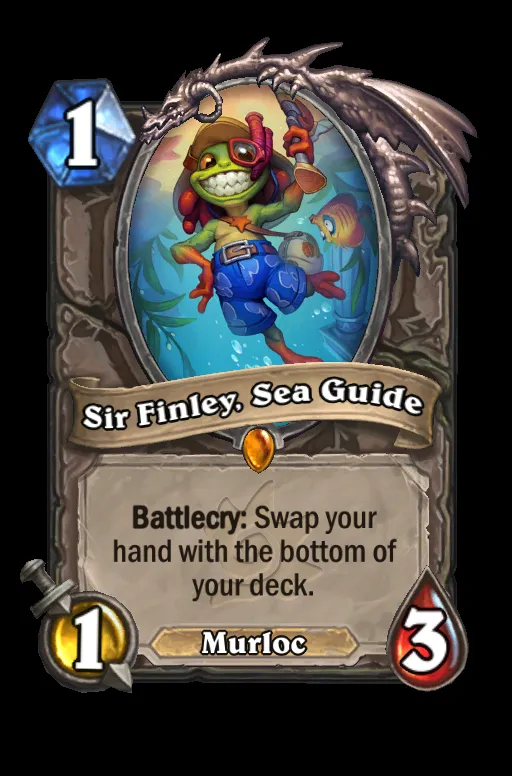 1
Sir Finley, Sea Guide
Battlecry: Swap your
hand with the bottom of
your deck.
1
Murloc
3